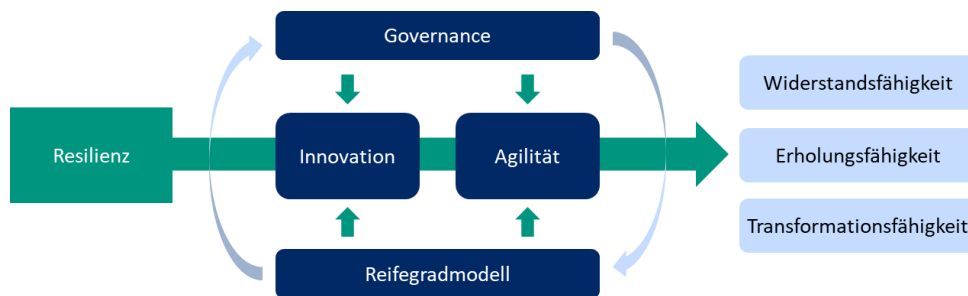 Governance
Resilienz
Innovation
Agilität
Reifegradmodell
Widerstandsfähigkeit
Erholungsfähigkeit
Transformationsfähigkeit